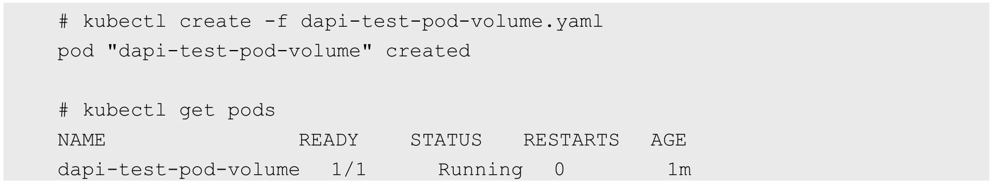 # kubectl create -f dapi-test-pod-volume.yaml
pod "dapi-test-pod-volume" created
# kubectl get pods
NAME                READY    STATUS    RESTARTS   AGE
dapi-test-pod-volume   1/1      Running   0         1m